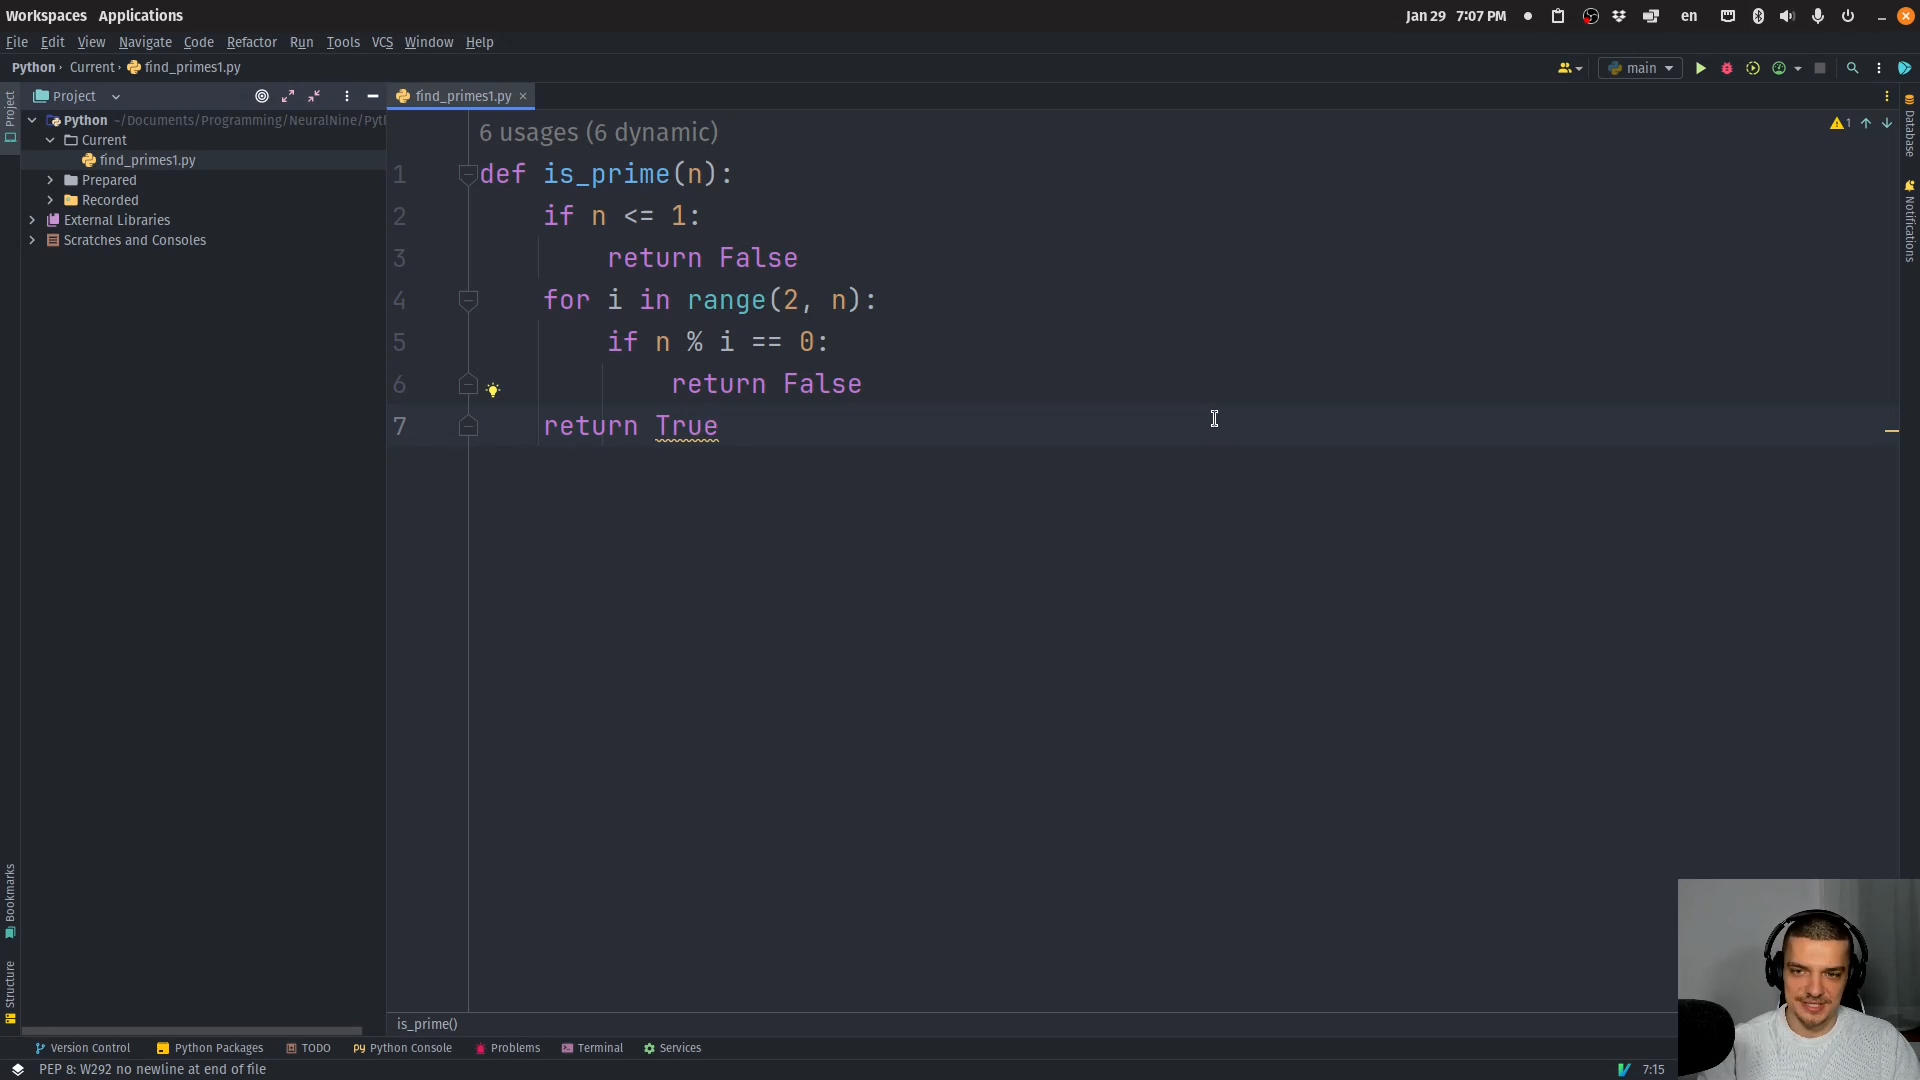 Workspaces Applications
Jan 29 7:07 PM
en
File Edit View Navigate Code Refactor Run Tools VCS Window Help
Python › Current › find_primes1.py
main
Project
Project
find_primes1.py
Python ~/Documents/Programming/NeuralNine/Pyt
Current
find_primes1.py
Prepared
Recorded
External Libraries
Scratches and Consoles
6 usages (6 dynamic)
1 def is_prime(n):
2 if n <= 1:
3 return False
4 for i in range(2, n):
5 if n % i == 0:
6 return False
7 return True
1
Database
Notifications
Bookmarks
Structure
is_prime()
Version Control Python Packages TODO Python Console Problems Terminal Services
PEP 8: W292 no newline at end of file
7:15